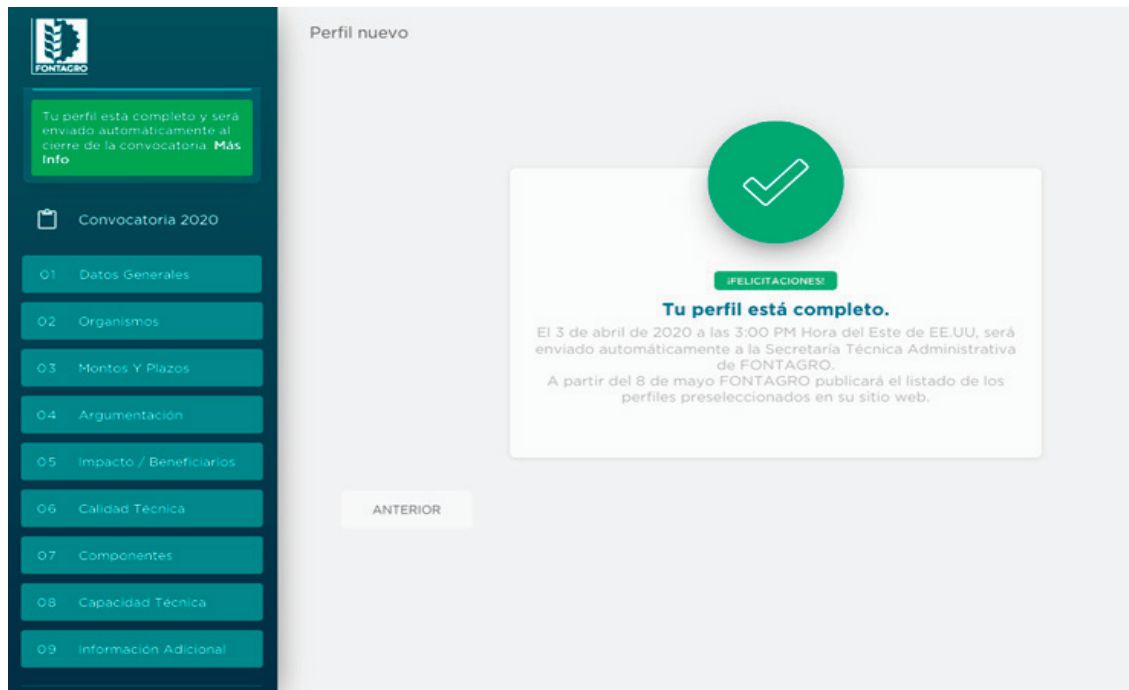 FONTAGRO
Tu perfil está completo y será
enviado automáticamente al
cierre de la convocatoria. Más
Info
Convocatoria 2020
01 Datos Generales
02 Organismos
03 Montos Y Plazos
04 Argumentación
05 Impacto / Beneficiarios
06 Calidad Técnica
07 Componentes
08 Capacidad Técnica
09 Información Adicional
Perfil nuevo
¡FELICITACIONES!
Tu perfil está completo.
El 3 de abril de 2020 a las 3:00 PM Hora del Este de EE.UU, será
enviado automáticamente a la Secretaría Técnica Administrativa
de FONTAGRO.
A partir del 8 de mayo FONTAGRO publicará el listado de los
perfiles preseleccionados en su sitio web.
ANTERIOR